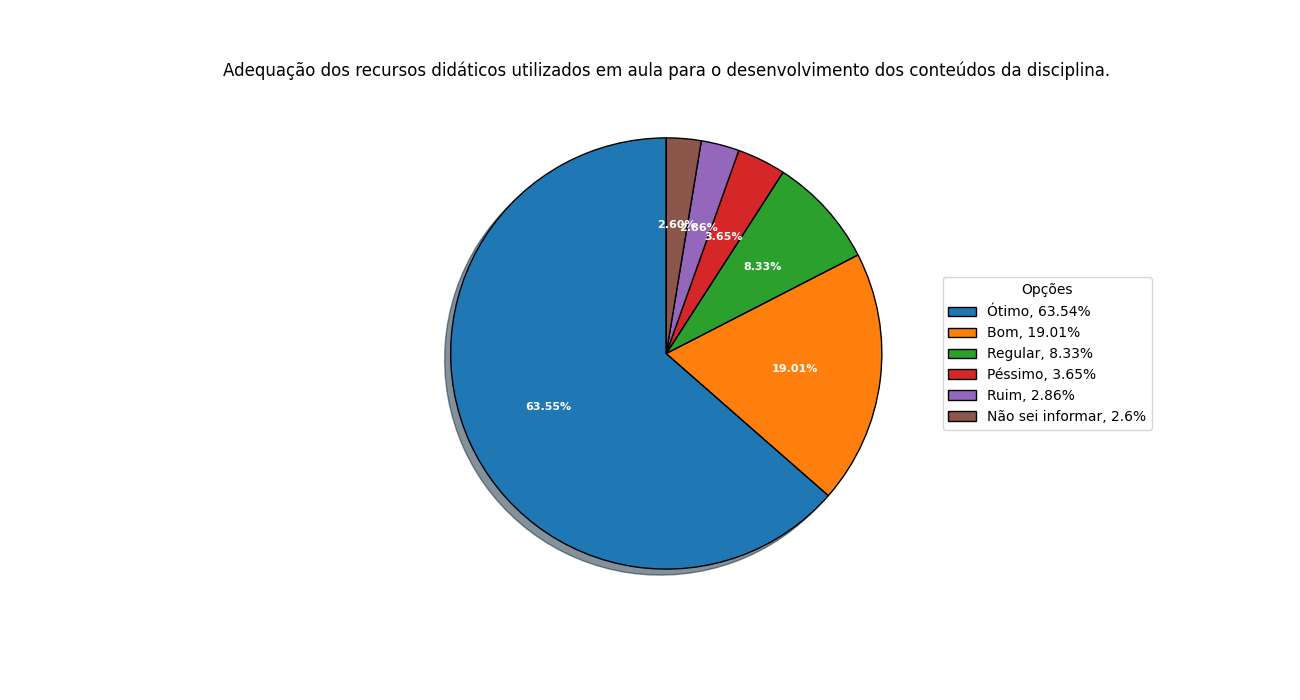 Adequação dos recursos didáticos utilizados em aula para o desenvolvimento dos conteúdos da disciplina.
2.60%
2.86%
3.65%
8.33%
19.01%
63.55%
Opções
Ótimo, 63.54%
Bom, 19.01%
Regular, 8.33%
Péssimo, 3.65%
Ruim, 2.86%
Não sei informar, 2.6%